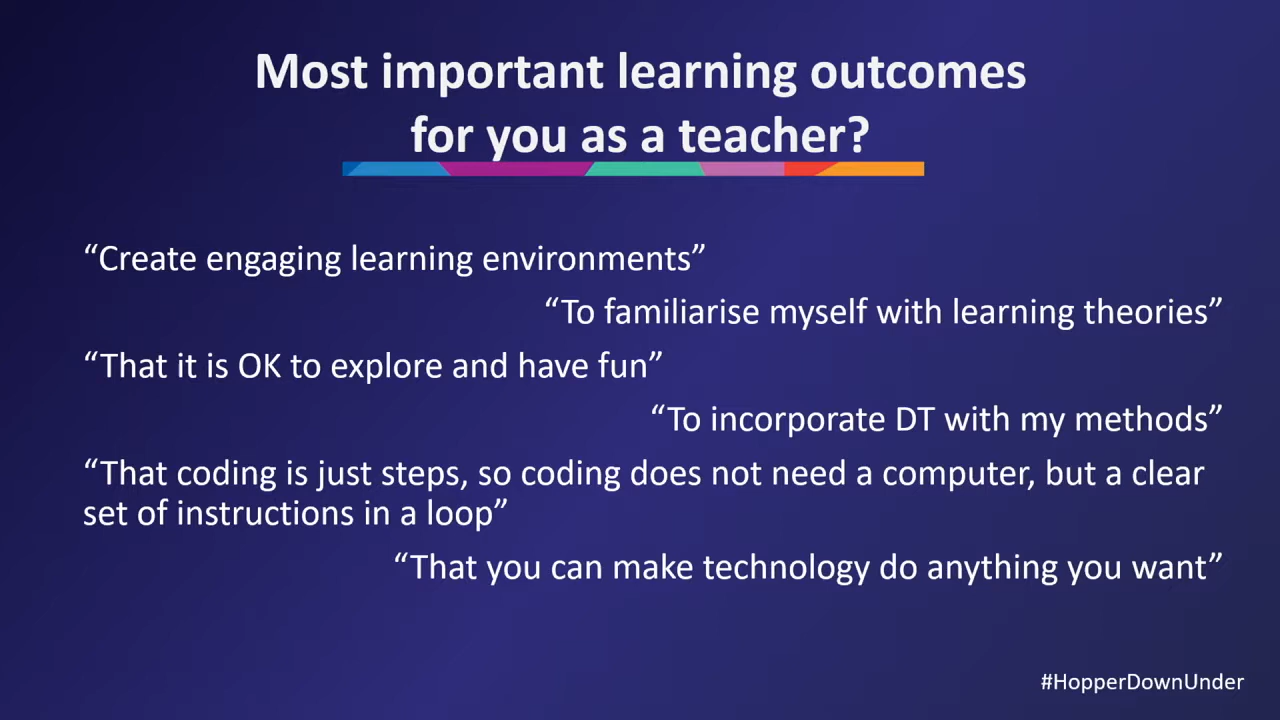 Most important learning outcomes
for you as a teacher?
“Create engaging learning environments”
“To familiarise myself with learning theories”
“That it is OK to explore and have fun”
“To incorporate DT with my methods”
“That coding is just steps, so coding does not need a computer, but a clear
set of instructions in a loop”
“That you can make technology do anything you want”
#HopperDownUnder